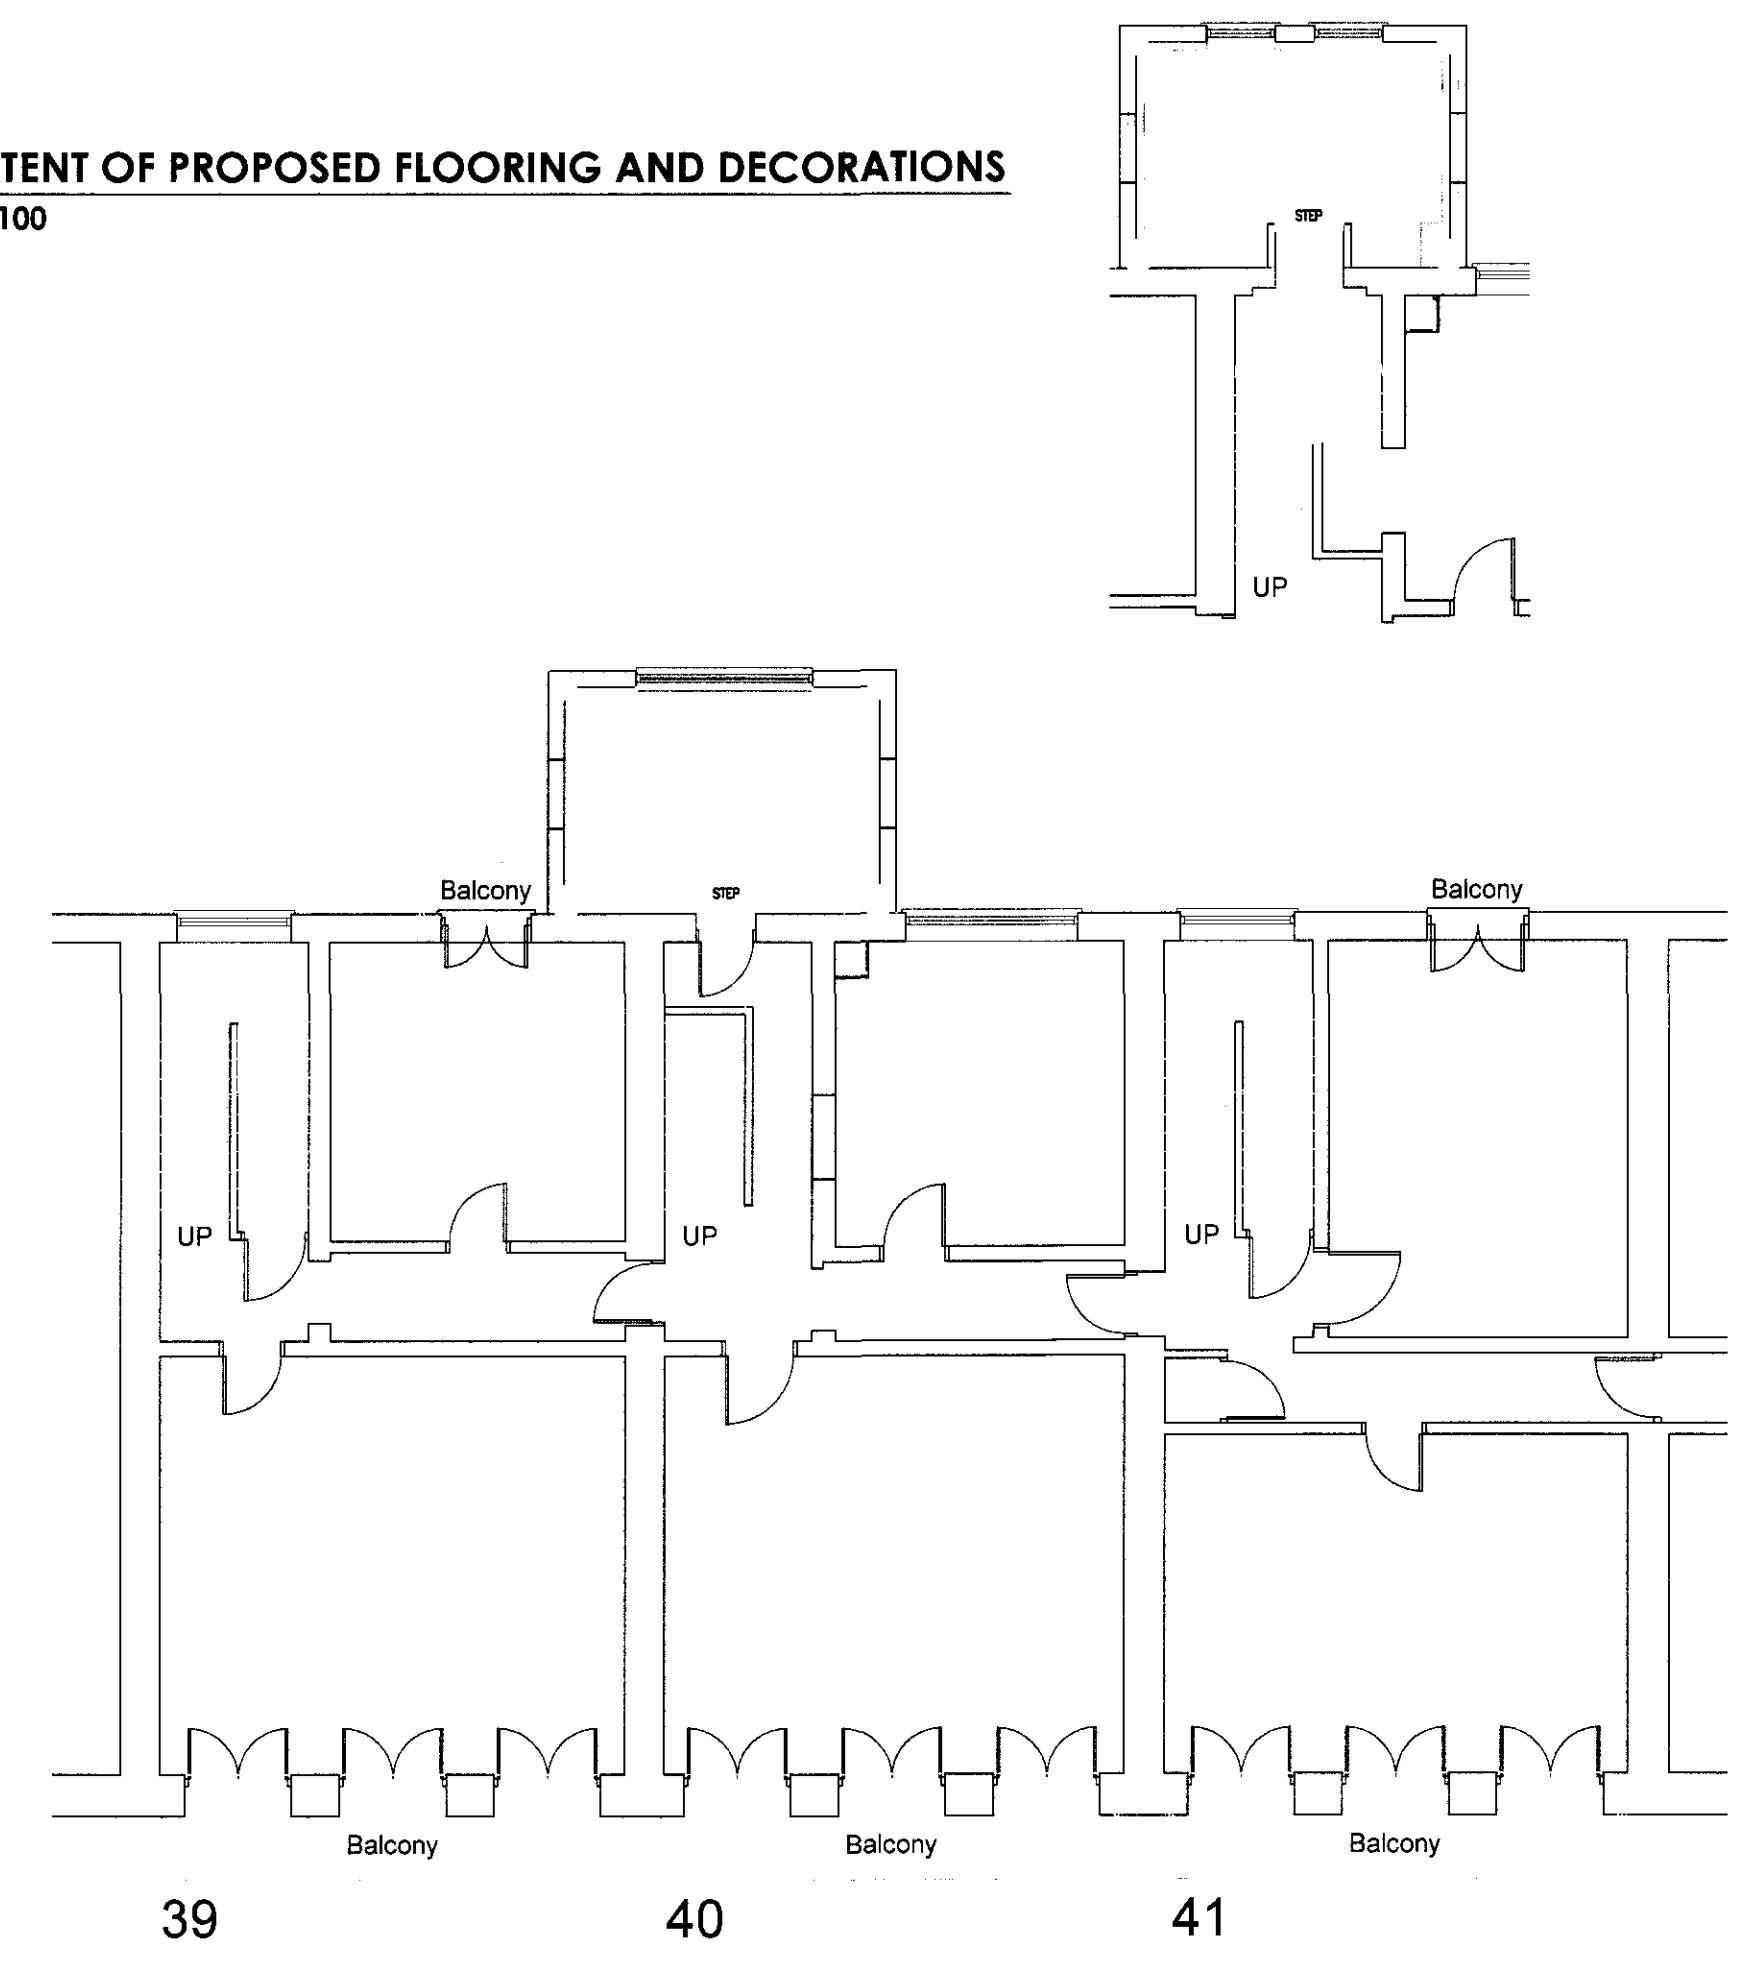 TENT OF PROPOSED FLOORING AND DECORATIONS
100
STEP
UP
Balcony
STEP
Balcony
UP
UP
UP
Balcony
Balcony
Balcony
39
40
41